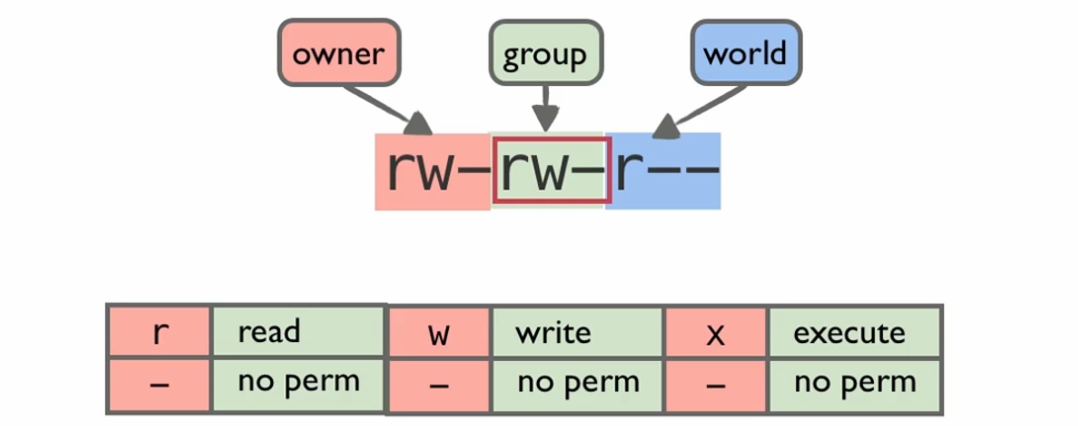 owner group world
rw-rw-r--
r read w write x execute
- no perm - no perm - no perm